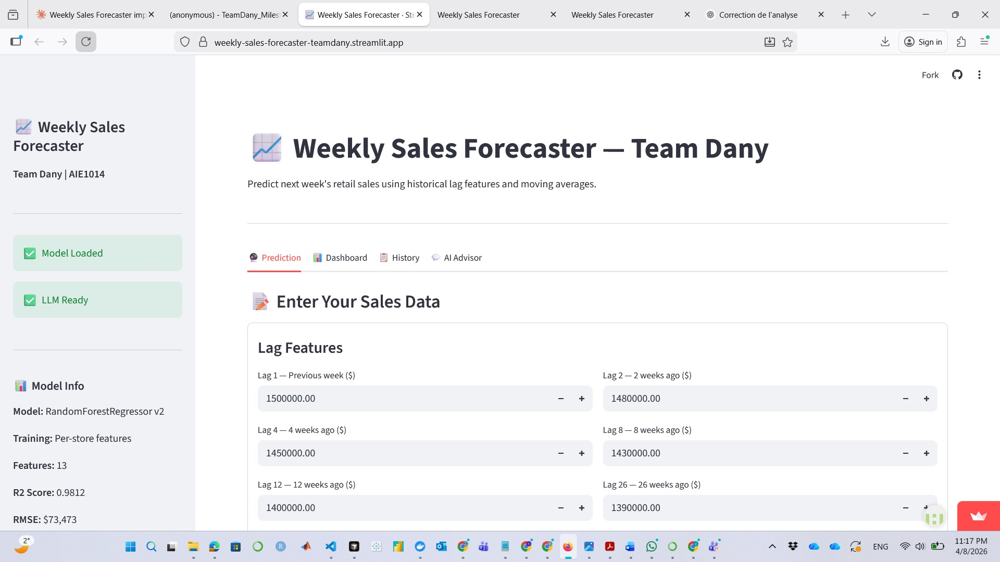 Weekly Sales Forecaster imp
(anonymous) - TeamDany_Miles
Weekly Sales Forecaster · Str
Weekly Sales Forecaster
Weekly Sales Forecaster
Correction de l'analyse
weekly-sales-forecaster-teamdany.streamlit.app
Sign in
Fork
Weekly Sales
Forecaster
Team Dany | AIE1014
Model Loaded
LLM Ready
Model Info
Model: RandomForestRegressor v2
Training: Per-store features
Features: 13
R2 Score: 0.9812
RMSE: $73,473
Weekly Sales Forecaster — Team Dany
Predict next week's retail sales using historical lag features and moving averages.
Prediction
Dashboard
History
AI Advisor
Enter Your Sales Data
Lag Features
Lag 1 — Previous week ($)
1500000.00
Lag 2 — 2 weeks ago ($)
1480000.00
Lag 4 — 4 weeks ago ($)
1450000.00
Lag 8 — 8 weeks ago ($)
1430000.00
Lag 12 — 12 weeks ago ($)
1400000.00
Lag 26 — 26 weeks ago ($)
1390000.00
2°
ENG
11:17 PM
4/8/2026